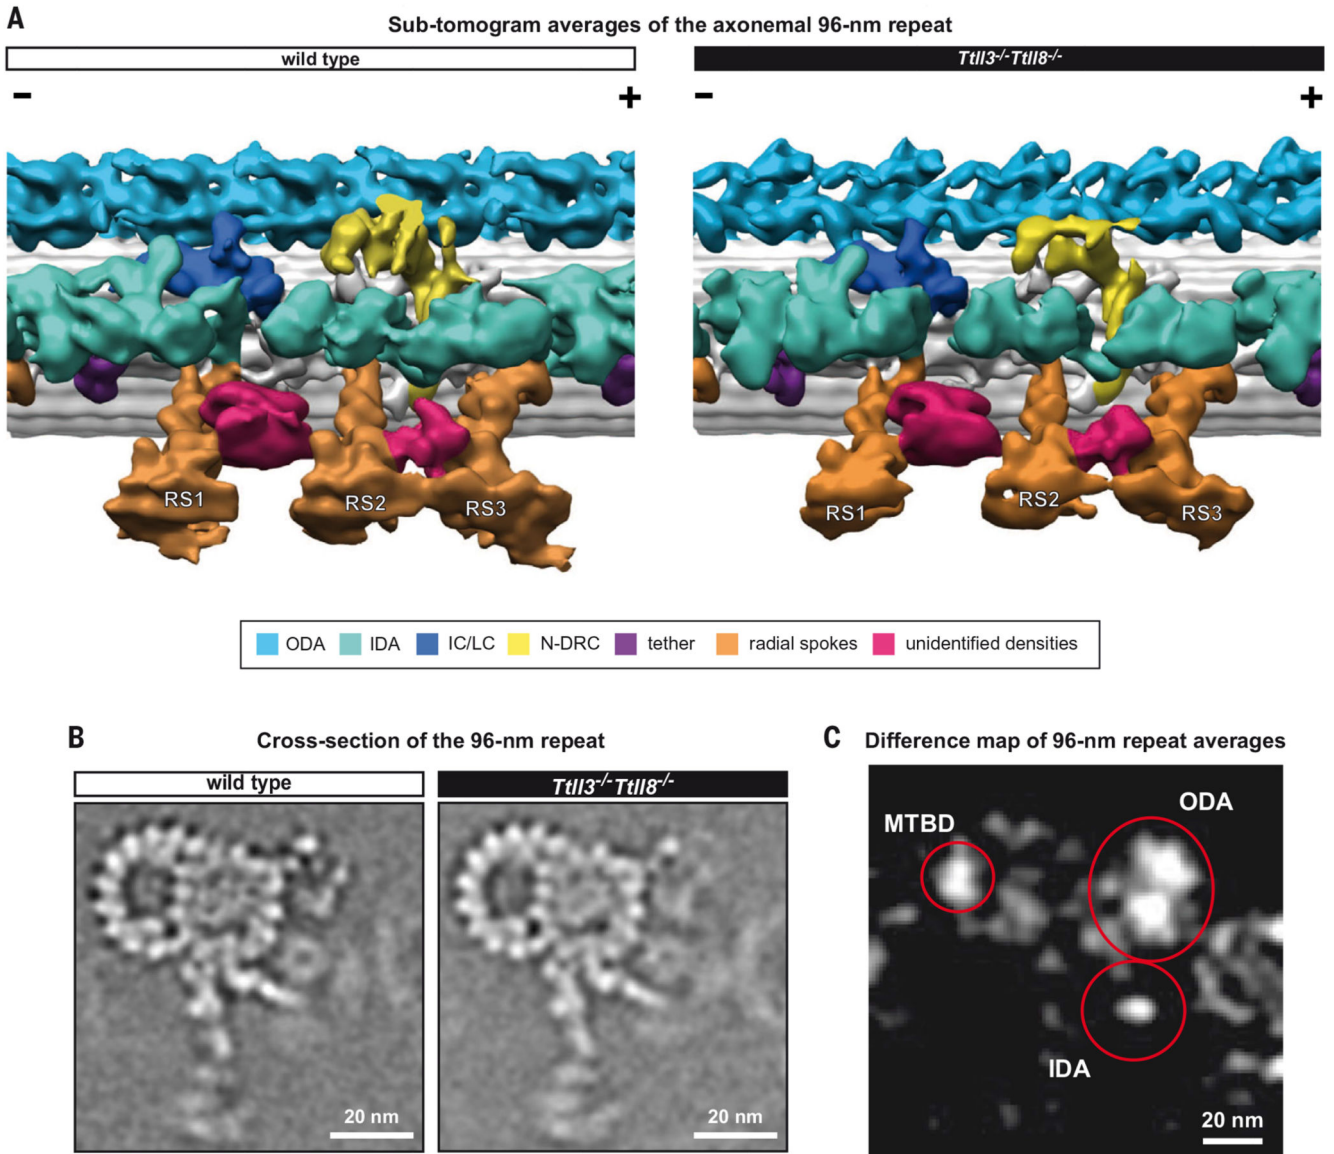 A
Sub-tomogram averages of the axonemal 96-nm repeat
wild type
Ttll3-/-Ttll8-/-
− +
− +
RS1 RS2 RS3
RS1 RS2 RS3
ODA IDA IC/LC N-DRC tether radial spokes unidentified densities
B
Cross-section of the 96-nm repeat
wild type
Ttll3-/-Ttll8-/-
20 nm
20 nm
C
Difference map of 96-nm repeat averages
MTBD
ODA
IDA
20 nm